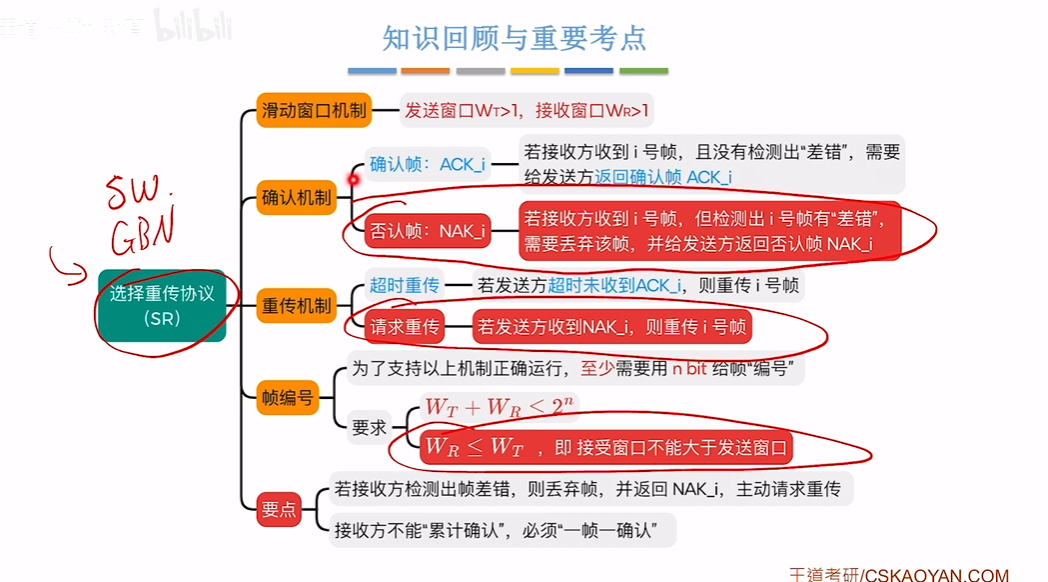 bilibili
知识回顾与重要考点
滑动窗口机制
发送窗口WT>1，接收窗口WR>1
确认帧：ACK_i
若接收方收到 i 号帧，且没有检测出“差错”，需要
给发送方返回确认帧 ACK_i
SW.
GBN
确认机制
否认帧：NAK_i
若接收方收到 i 号帧，但检测出 i 号帧有“差错”，
需要丢弃该帧，并给发送方返回否认帧 NAK_i
选择重传协议
（SR）
重传机制
超时重传
若发送方超时未收到ACK_i，则重传 i 号帧
请求重传
若发送方收到NAK_i，则重传 i 号帧
帧编号
为了支持以上机制正确运行，至少需要用 n bit 给帧“编号”
要求
W_T + W_R ≤ 2^n
W_R ≤ W_T ，即 接受窗口不能大于发送窗口
要点
若接收方检测出帧差错，则丢弃帧，并返回 NAK_i，主动请求重传
接收方不能“累计确认”，必须“一帧一确认”
王道考研/CSKAOYAN.COM